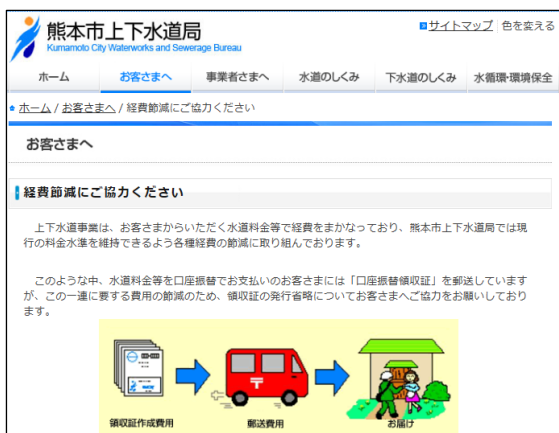 熊本市上下水道局
Kumamoto City Waterworks and Sewerage Bureau
サイトマップ 色を変える
ホーム お客さまへ 事業者さまへ 水道のしくみ 下水道のしくみ 水循環・環境保全
ホーム / お客さまへ / 経費節減にご協力ください
お客さまへ
経費節減にご協力ください
上下水道事業は、お客さまからいただく水道料金等で経費をまかなっており、熊本市上下水道局では現
行の料金水準を維持できるよう各種経費の節減に取り組んでおります。
このような中、水道料金等を口座振替でお支払いのお客さまには「口座振替領収証」を郵送しています
が、この一連に要する費用の節減のため、領収証の発行省略についてお客さまへご協力をお願いしており
ます。
領収証作成費用 郵送費用 お届け